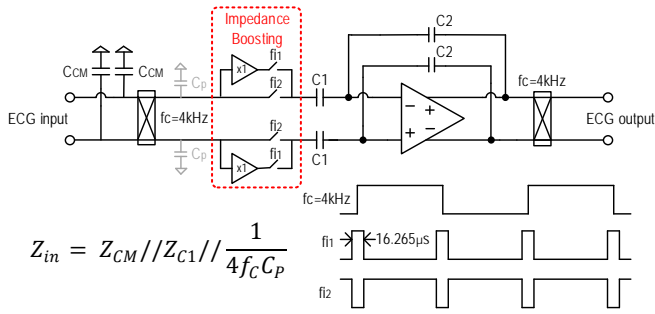 Impedance
Boosting
C2
C2
CCM
CCM
Cp
x1
fi1
fi2
C1
fc=4kHz
ECG input
fc=4kHz
ECG output
fi2
x1
fi1
C1
Cp
− +
+ −
fc=4kHz
fi1
16.265µs
fi2
Zin = ZCM//ZC1//1/4fCCP